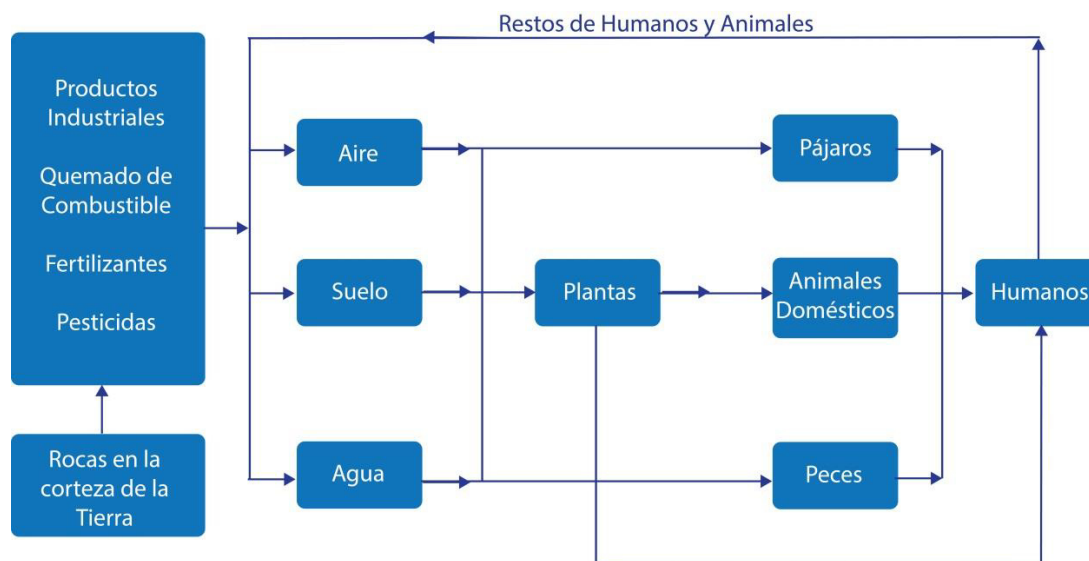 Restos de Humanos y Animales
Productos
Industriales
Quemado de
Combustible
Fertilizantes
Pesticidas
Rocas en la
corteza de la
Tierra
Aire
Suelo
Agua
Plantas
Pájaros
Animales
Domésticos
Peces
Humanos